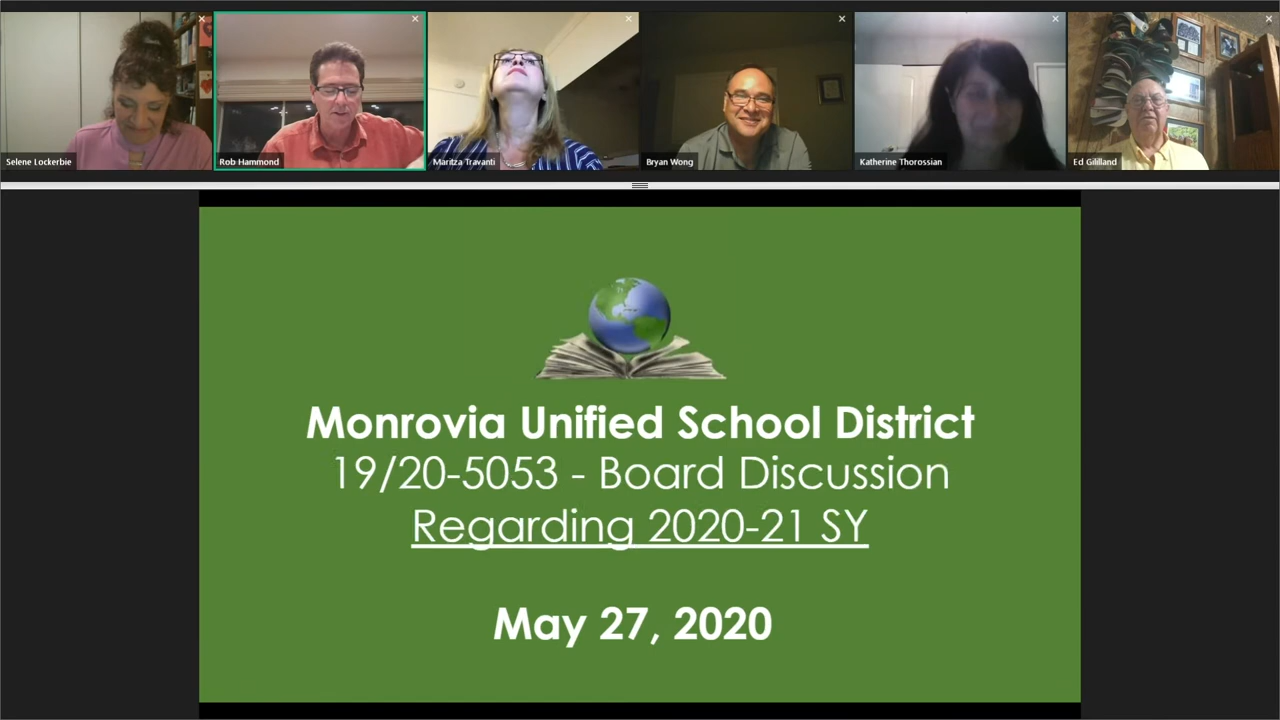 Selene Lockerbie
Rob Hammond
Maritza Travanti
Bryan Wong
Katherine Thorossian
Ed Gililland
Monrovia Unified School District
19/20-5053 - Board Discussion
Regarding 2020-21 SY
May 27, 2020